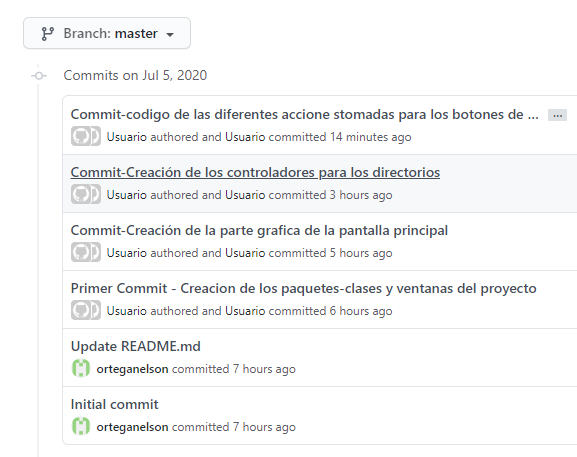 Branch: master
Commits on Jul 5, 2020
Commit-codigo de las diferentes accione stomadas para los botones de ... ...
Usuario authored and Usuario committed 14 minutes ago
Commit-Creación de los controladores para los directorios
Usuario authored and Usuario committed 3 hours ago
Commit-Creación de la parte grafica de la pantalla principal
Usuario authored and Usuario committed 5 hours ago
Primer Commit - Creacion de los paquetes-clases y ventanas del proyecto
Usuario authored and Usuario committed 6 hours ago
Update README.md
orteganelson committed 7 hours ago
Initial commit
orteganelson committed 7 hours ago